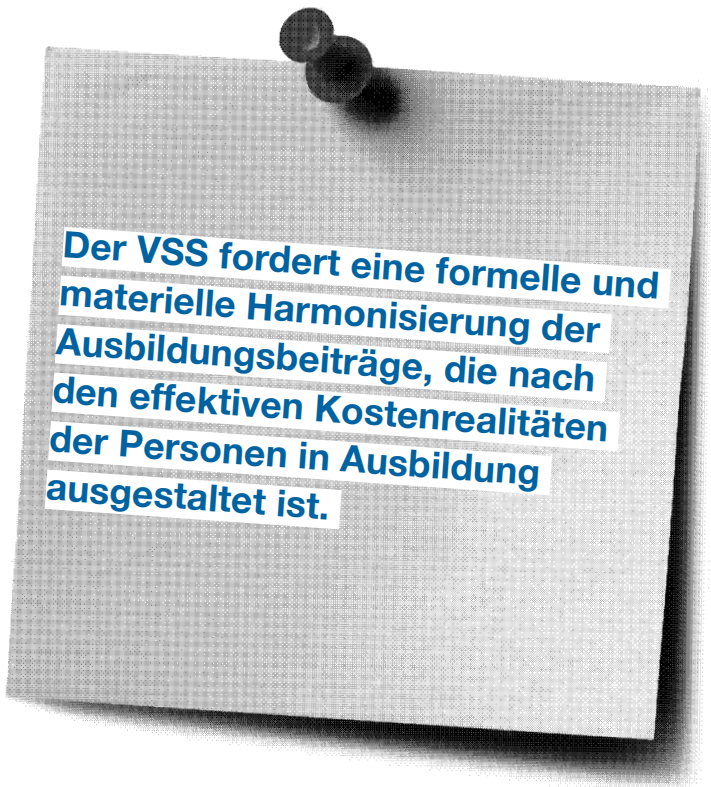 Der VSS fordert eine formelle und
materielle Harmonisierung der
Ausbildungsbeiträge, die nach
den effektiven Kostenrealitäten
der Personen in Ausbildung
ausgestaltet ist.